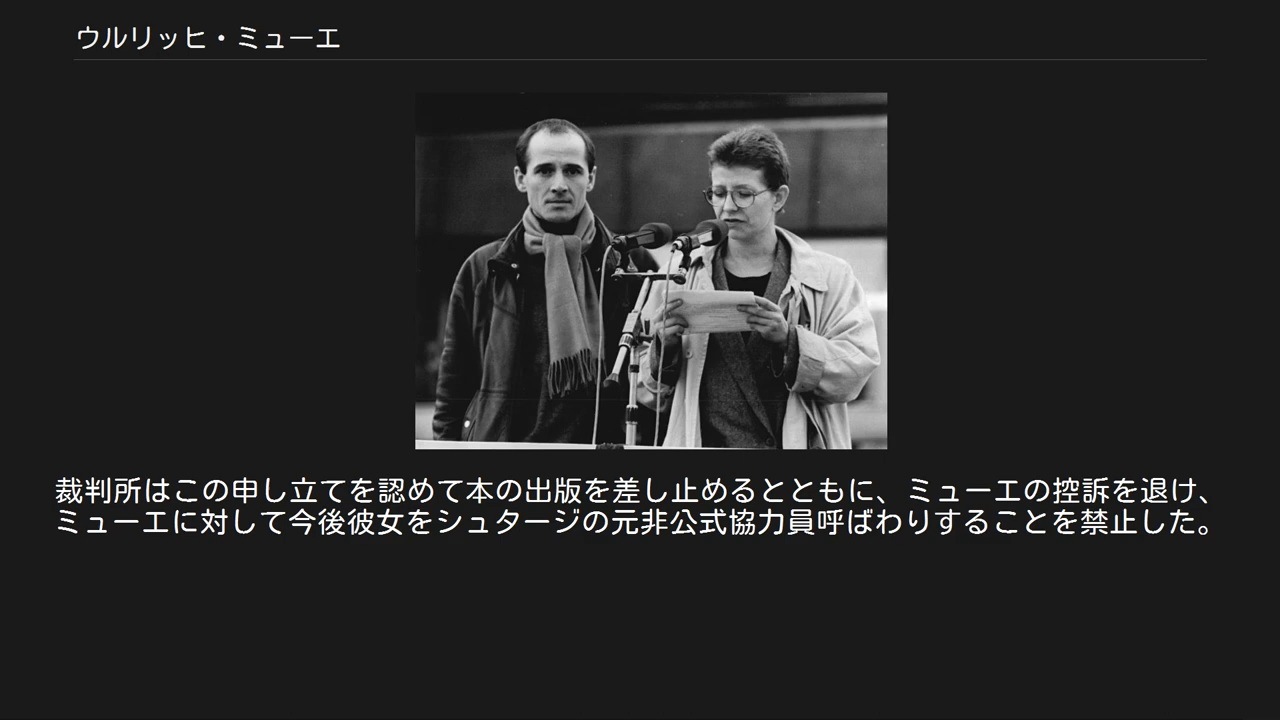 ウルリッヒ・ミューエ
裁判所はこの申し立てを認めて本の出版を差し止めるとともに、ミューエの控訴を退け、
ミューエに対して今後彼女をシュタージの元非公式協力員呼ばわりすることを禁止した。